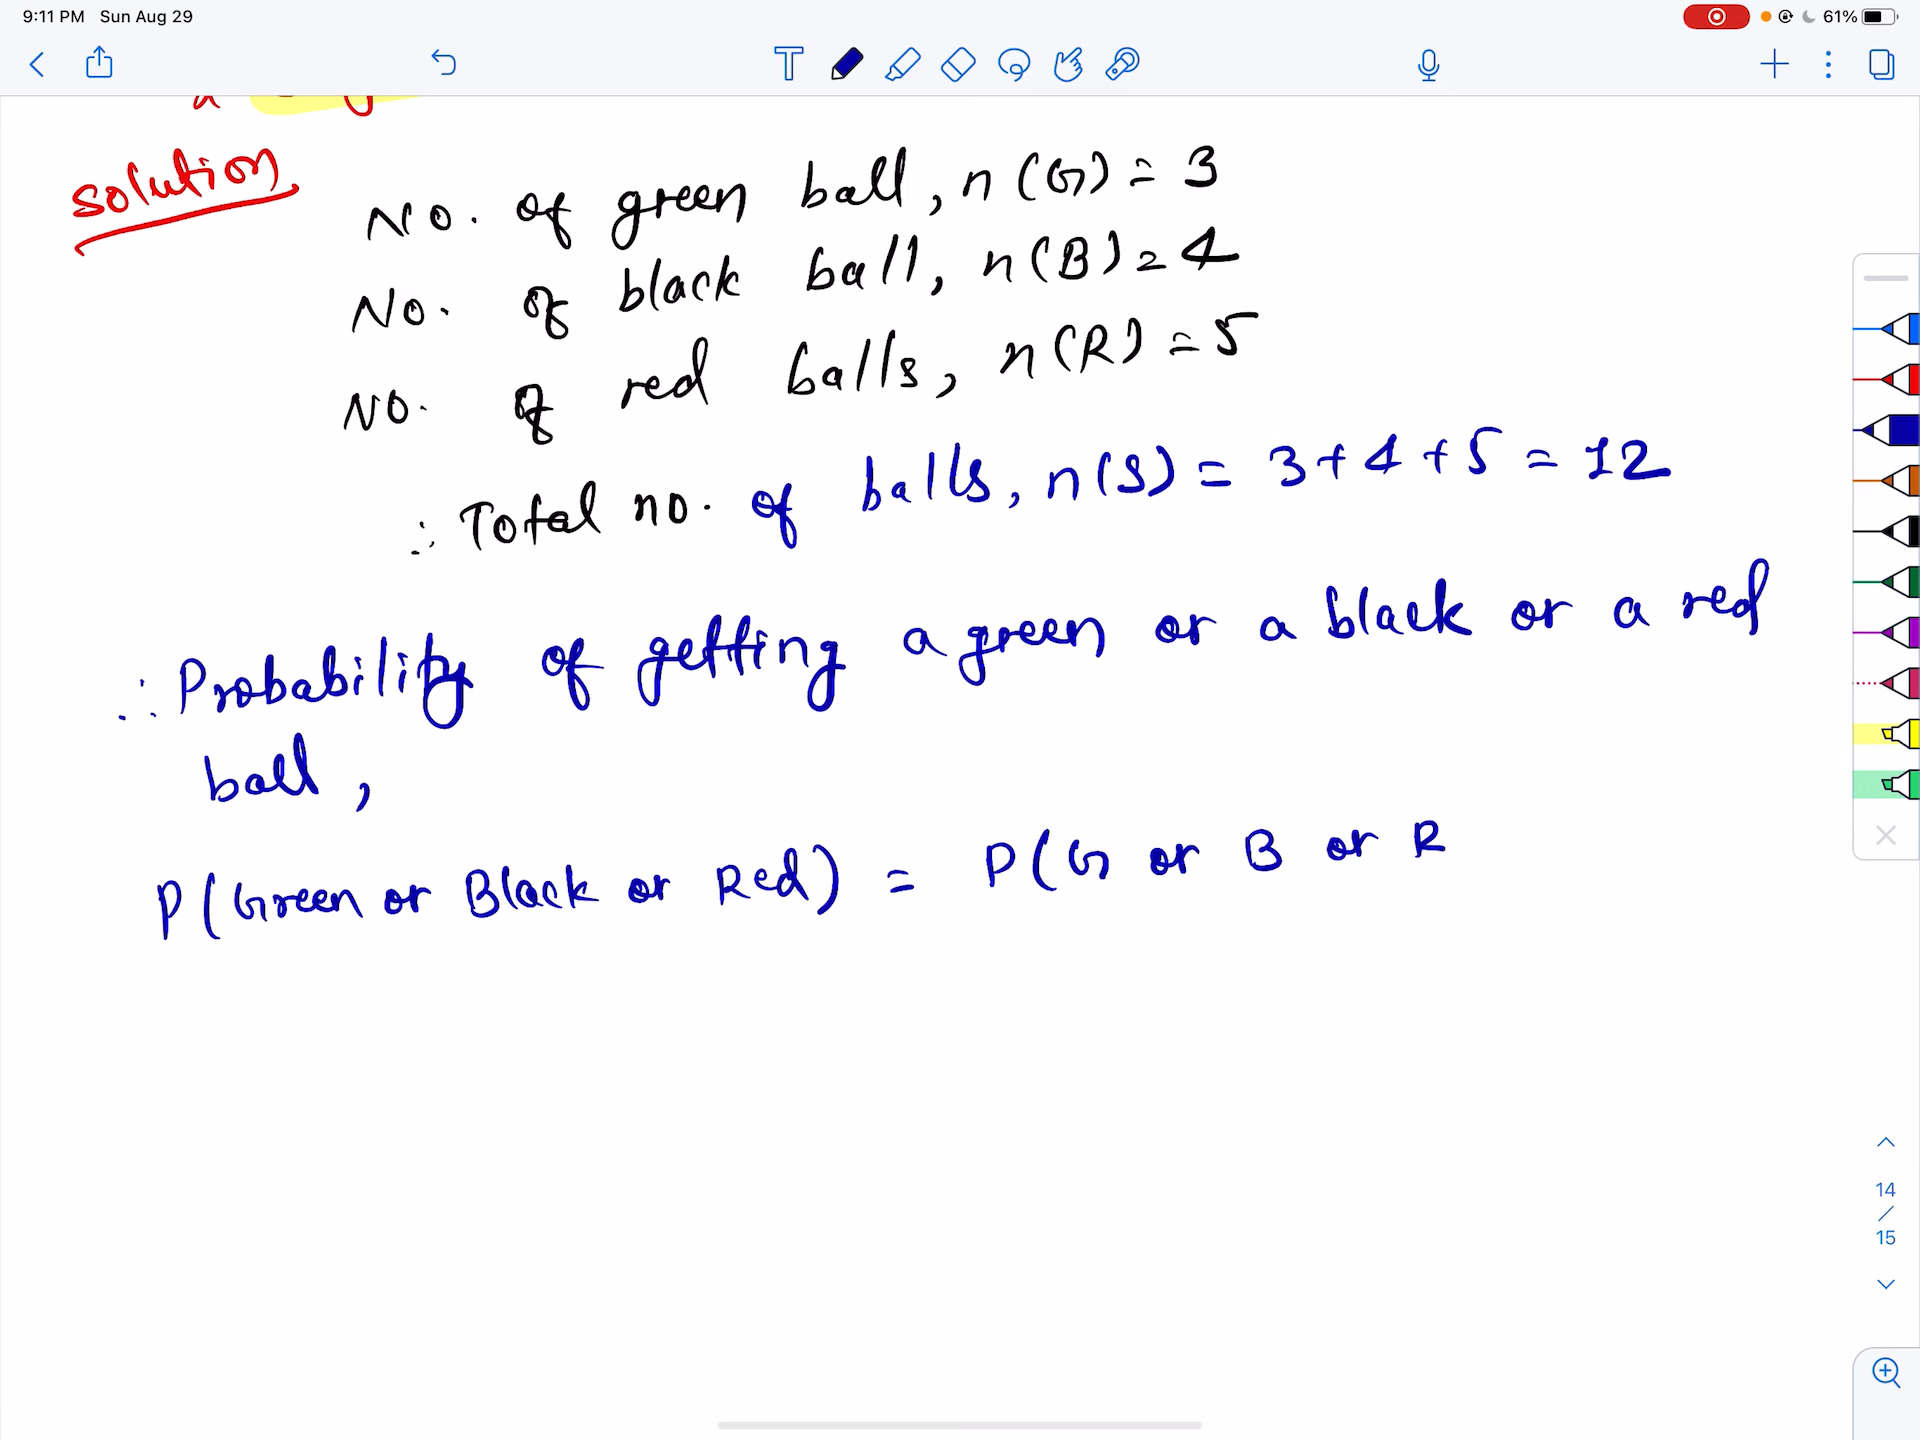 9:11 PM Sun Aug 29
61%
T
solution
No. of green ball, n(G) = 3
No. of black ball, n(B) = 4
No. of red balls, n(R) = 5
∴ Total no. of balls, n(S) = 3 + 4 + 5 = 12
∴ Probability of getting a green or a black or a red
ball,
P(Green or Black or Red) = P(G or B or R
14
/
15